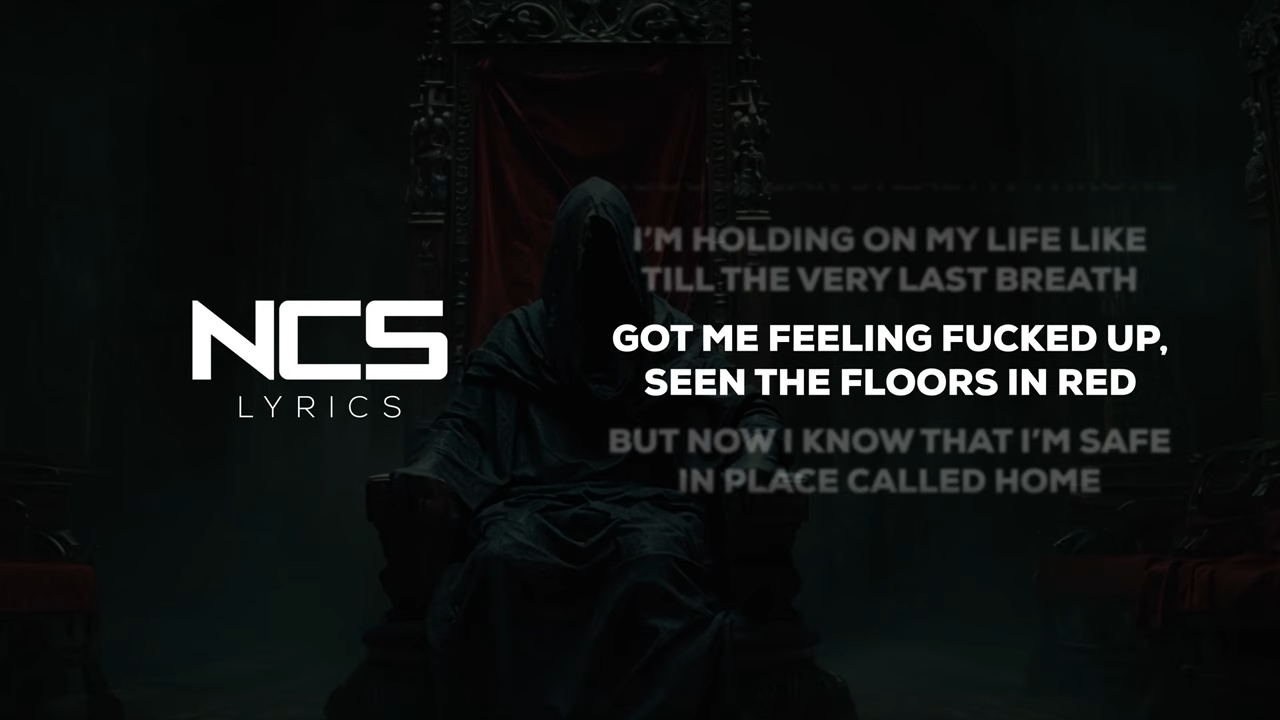 NCS
LYRICS
I'M HOLDING ON MY LIFE LIKE
TILL THE VERY LAST BREATH
GOT ME FEELING FUCKED UP,
SEEN THE FLOORS IN RED
BUT NOW I KNOW THAT I'M SAFE
IN PLACE CALLED HOME